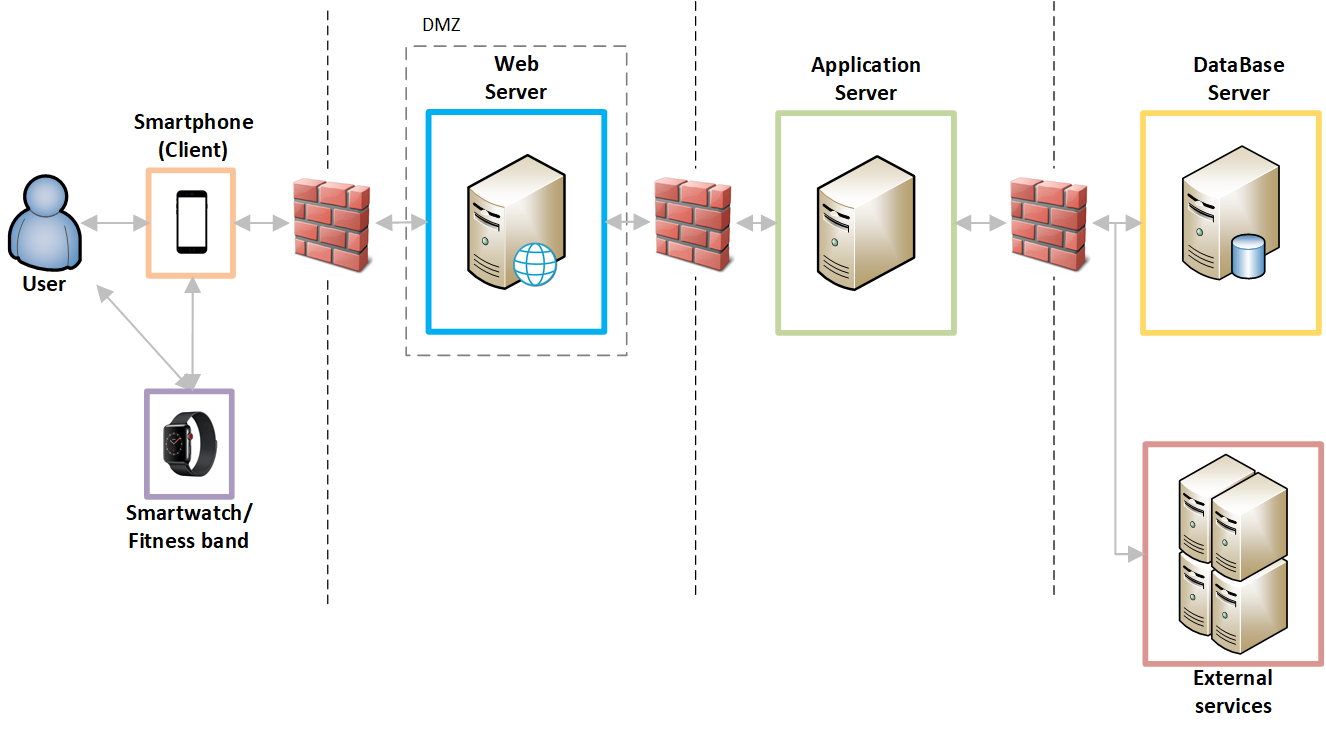 DMZ
Web
Server
Application
Server
DataBase
Server
Smartphone
(Client)
User
Smartwatch/
Fitness band
External
services